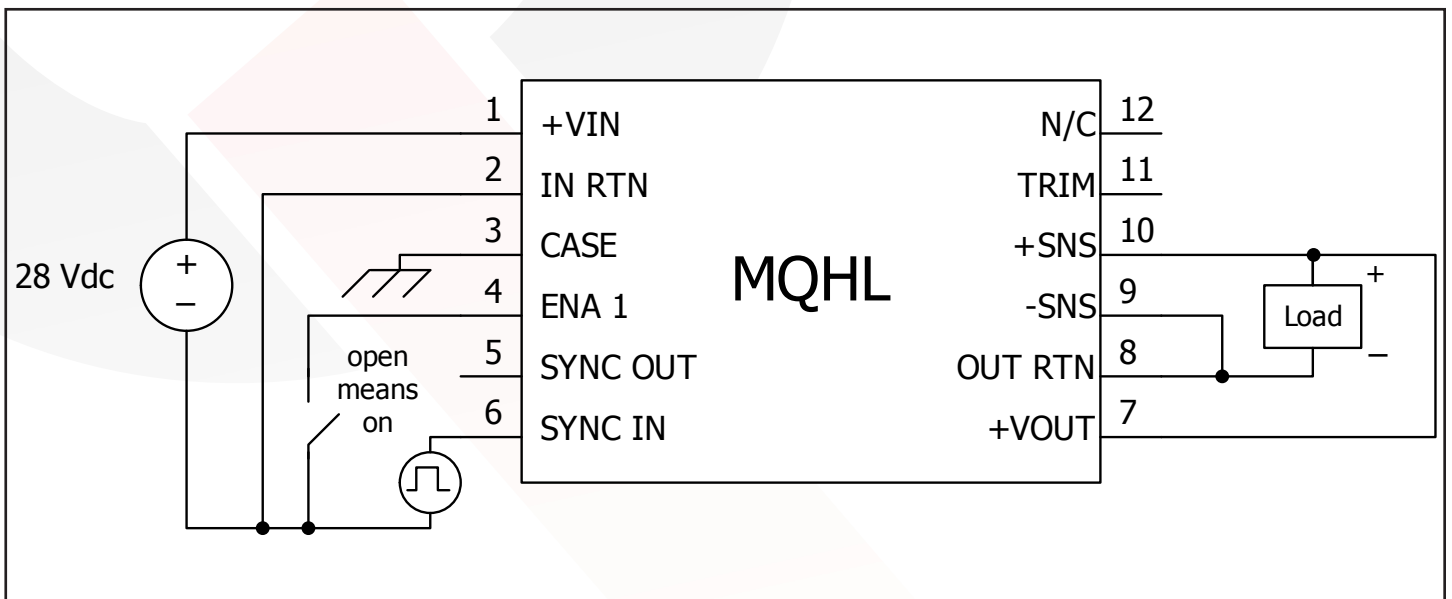 28 Vdc
+
−
1
2
3
4
5
6
open
means
on
+VIN
IN RTN
CASE
ENA 1
SYNC OUT
SYNC IN
MQHL
N/C
TRIM
+SNS
-SNS
OUT RTN
+VOUT
12
11
10
9
8
7
Load
+
−